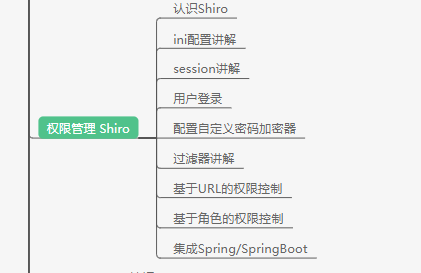 认识Shiro
ini配置讲解
session讲解
用户登录
权限管理 Shiro
配置自定义密码加密器
过滤器讲解
基于URL的权限控制
基于角色的权限控制
集成Spring/SpringBoot